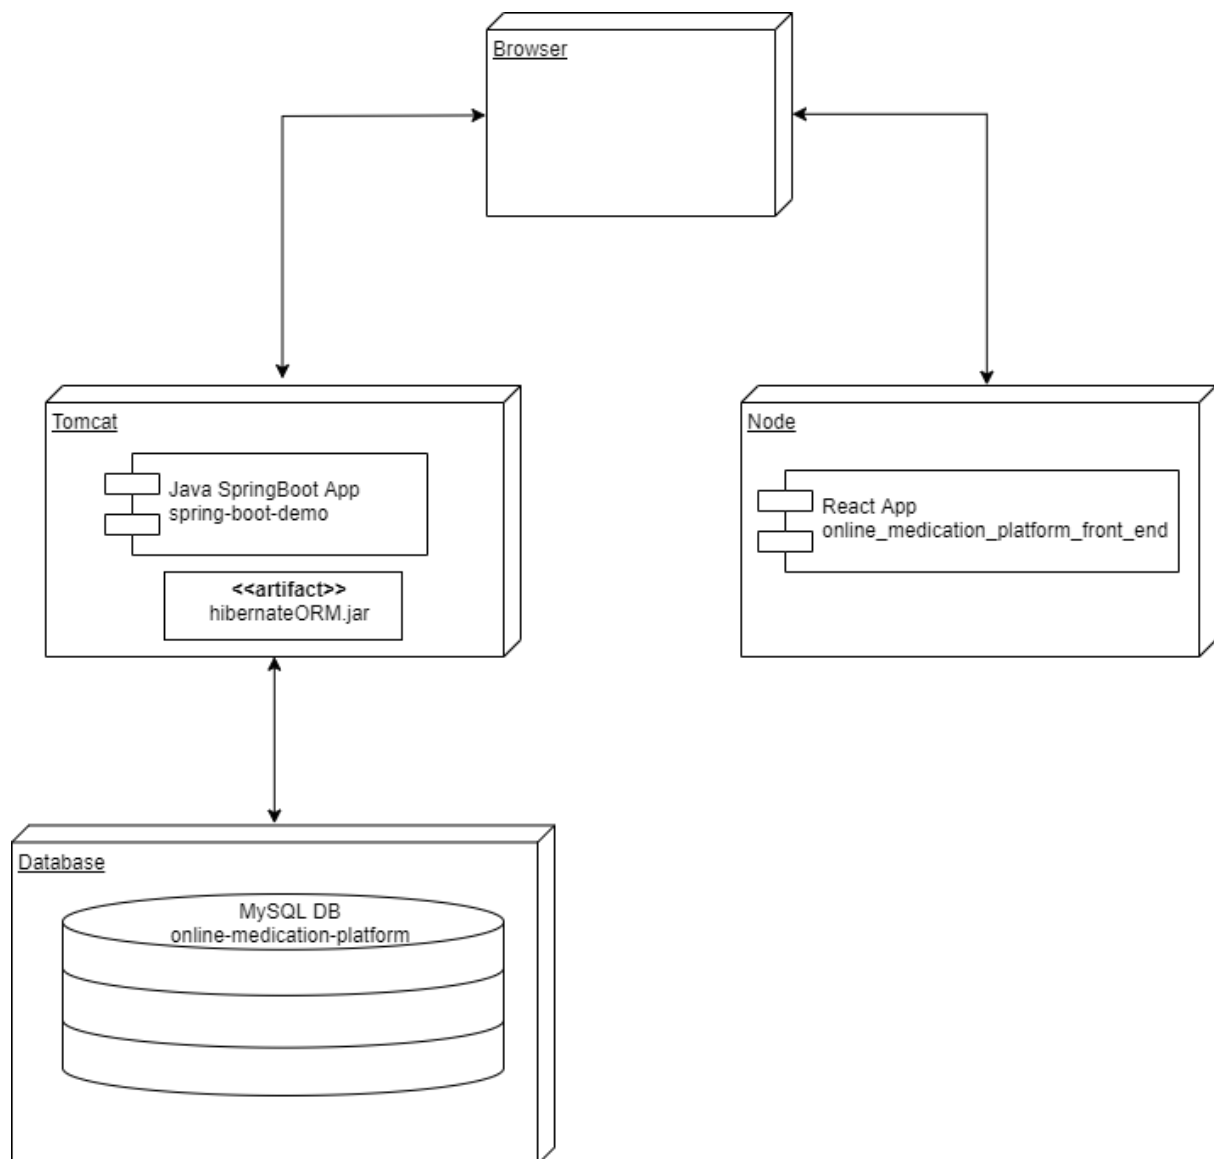 Browser
Tomcat
Java SpringBoot App
spring-boot-demo
<<artifact>>
hibernateORM.jar
Node
React App
online_medication_platform_front_end
Database
MySQL DB
online-medication-platform